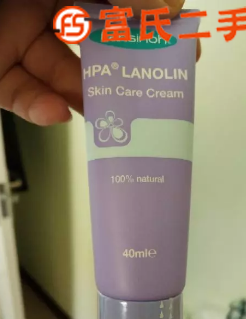 富氏二手
HPA® LANOLIN
Skin Care Cream
100% natural
40ml℮